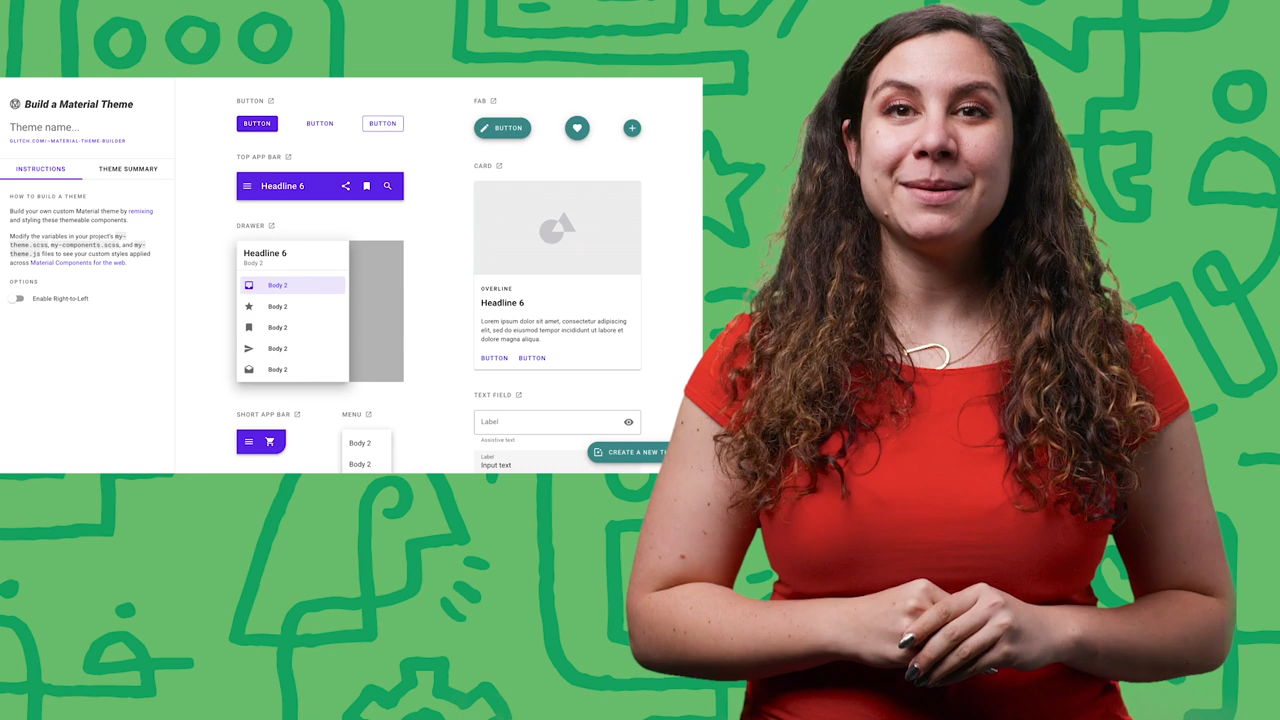 Build a Material Theme
Theme name...
GLITCH.COM/~MATERIAL-THEME-BUILDER
INSTRUCTIONS THEME SUMMARY
HOW TO BUILD A THEME
Build your own custom Material theme by remixing
and styling these themeable components.
Modify the variables in your project's my-
theme.scss, my-components.scss, and my-
theme.js files to see your custom styles applied
across Material Components for the web.
OPTIONS
Enable Right-to-Left
BUTTON
BUTTON BUTTON BUTTON
TOP APP BAR
Headline 6
DRAWER
Headline 6
Body 2
Body 2
Body 2
Body 2
Body 2
Body 2
SHORT APP BAR
MENU
Body 2
Body 2
FAB
BUTTON
CARD
OVERLINE
Headline 6
Lorem ipsum dolor sit amet, consectetur adipiscing
elit, sed do eiusmod tempor incididunt ut labore et
dolore magna aliqua.
BUTTON BUTTON
TEXT FIELD
Label
Assistive text
Label
Input text
CREATE A NEW